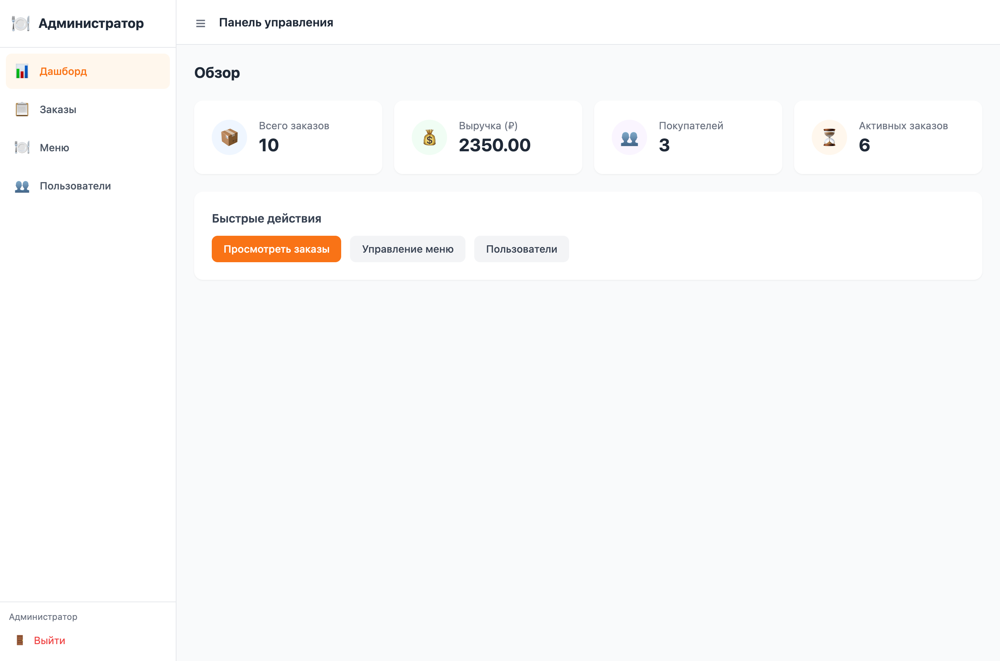 Администратор
Дашборд
Заказы
Меню
Пользователи
Администратор
Выйти
Панель управления
Обзор
Всего заказов
10
Выручка (₽)
2350.00
Покупателей
3
Активных заказов
6
Быстрые действия
Просмотреть заказы
Управление меню
Пользователи